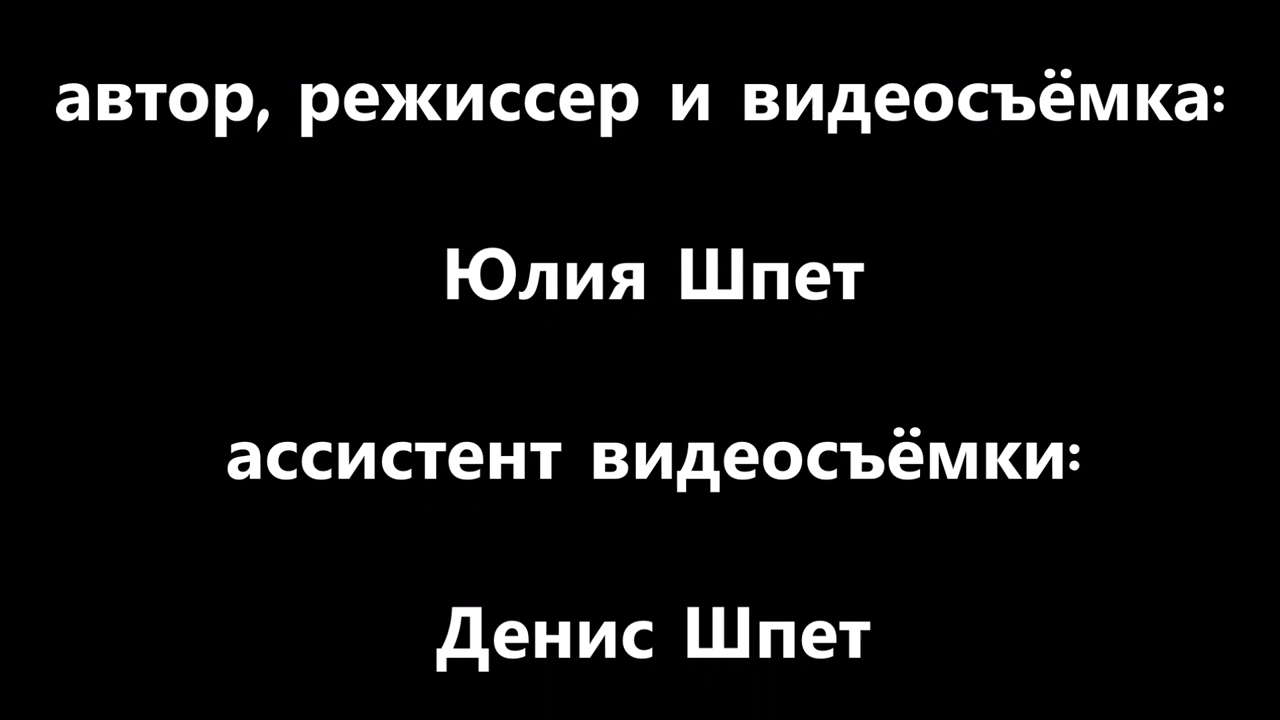 автор, режиссер и видеосъёмка:
Юлия Шпет
ассистент видеосъёмки:
Денис Шпет